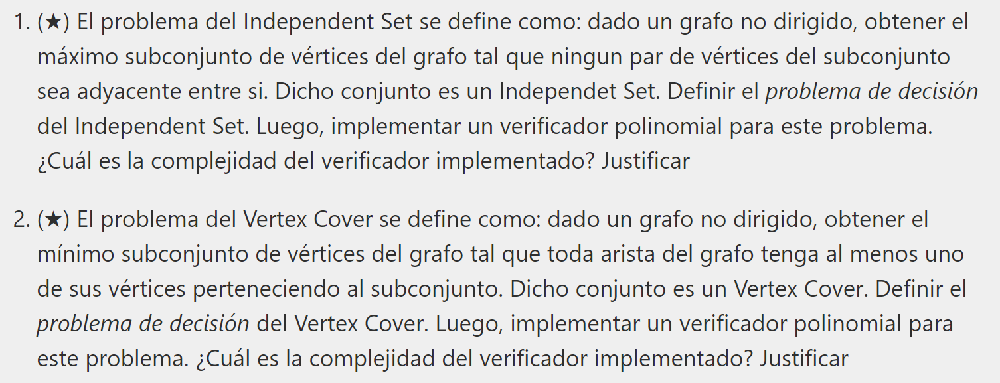 1. (★) El problema del Independent Set se define como: dado un grafo no dirigido, obtener el
máximo subconjunto de vértices del grafo tal que ningun par de vértices del subconjunto
sea adyacente entre si. Dicho conjunto es un Independet Set. Definir el problema de decisión
del Independent Set. Luego, implementar un verificador polinomial para este problema.
¿Cuál es la complejidad del verificador implementado? Justificar
2. (★) El problema del Vertex Cover se define como: dado un grafo no dirigido, obtener el
mínimo subconjunto de vértices del grafo tal que toda arista del grafo tenga al menos uno
de sus vértices perteneciendo al subconjunto. Dicho conjunto es un Vertex Cover. Definir el
problema de decisión del Vertex Cover. Luego, implementar un verificador polinomial para
este problema. ¿Cuál es la complejidad del verificador implementado? Justificar